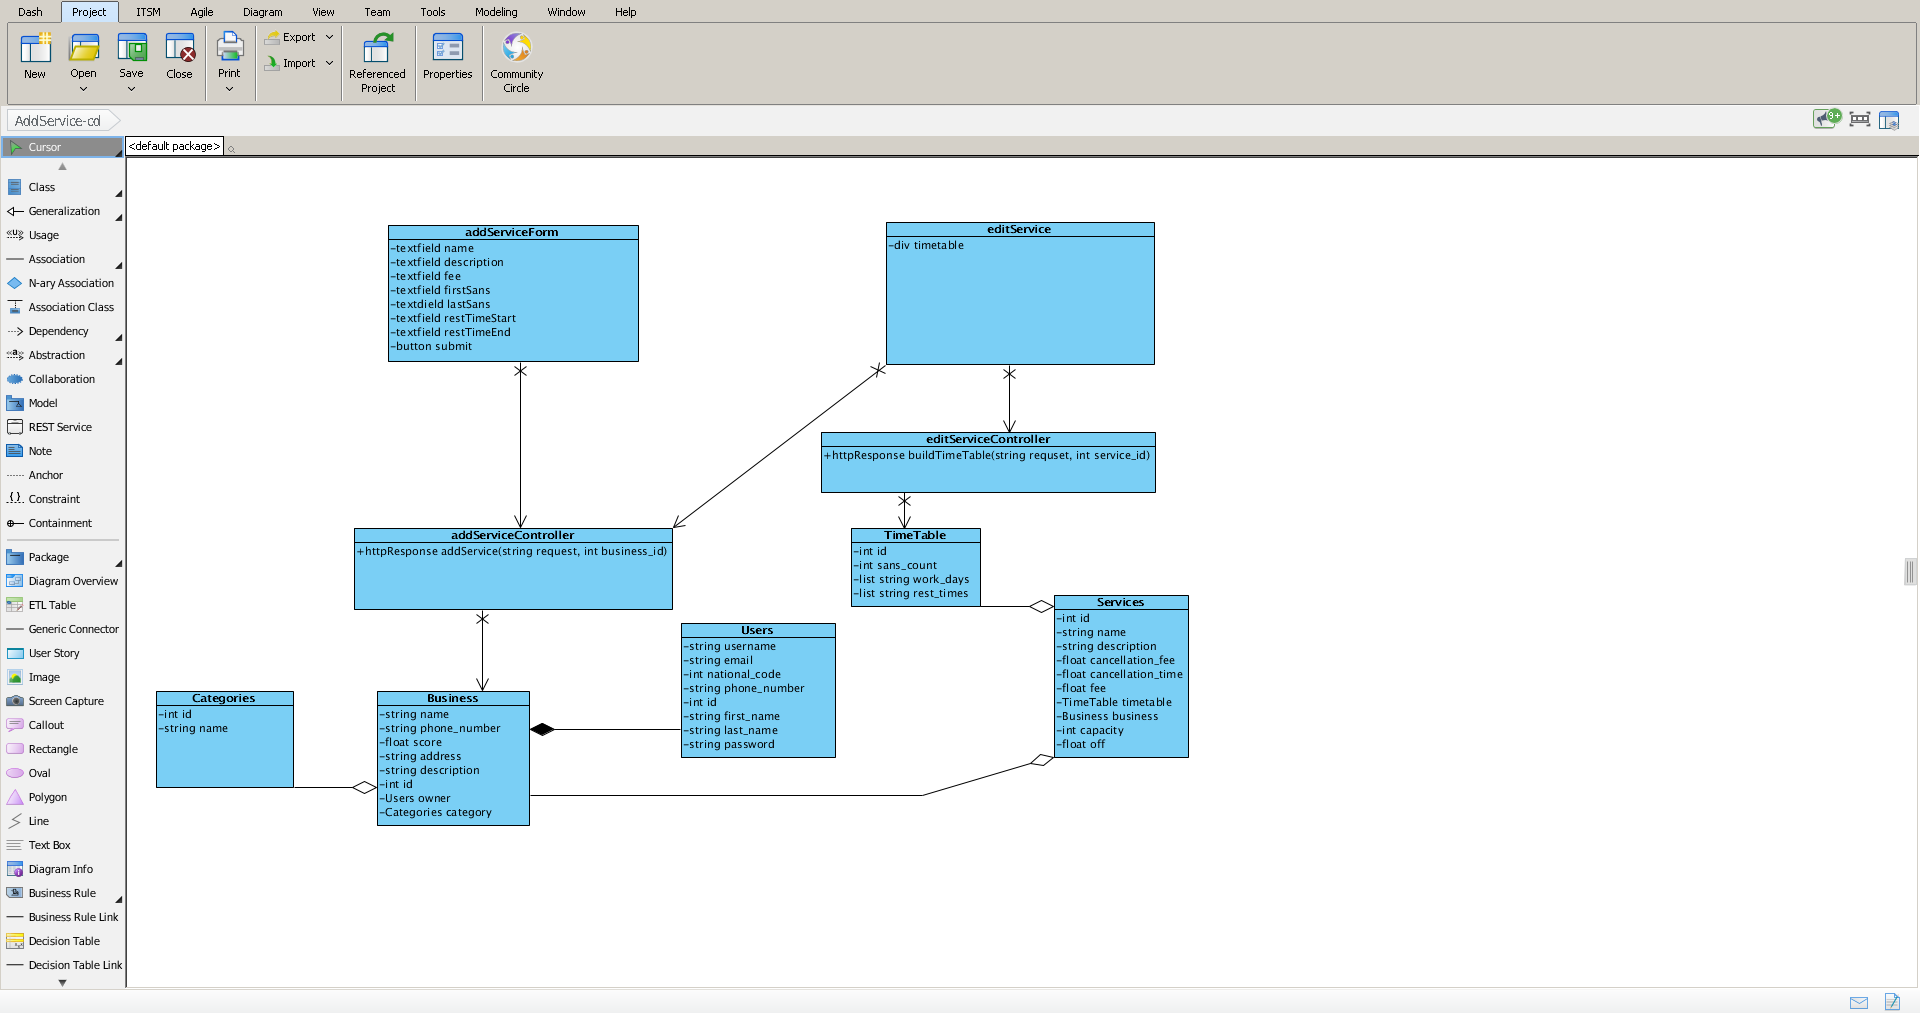 Dash Project ITSM Agile Diagram View Team Tools Modeling Window Help
New
Open
Save
Close
Print
Export
Import
Referenced
Project
Properties
Community
Circle
AddService-cd
9+
Cursor
<default package>
Class
Generalization
Usage
Association
N-ary Association
Association Class
Dependency
Abstraction
Collaboration
Model
REST Service
Note
Anchor
Constraint
Containment
Package
Diagram Overview
ETL Table
Generic Connector
User Story
Image
Screen Capture
Callout
Rectangle
Oval
Polygon
Line
Text Box
Diagram Info
Business Rule
Business Rule Link
Decision Table
Decision Table Link
addServiceForm
-textfield name
-textfield description
-textfield fee
-textfield firstSans
-textdield lastSans
-textfield restTimeStart
-textfield restTimeEnd
-button submit
editService
-div timetable
editServiceController
+httpResponse buildTimeTable(string requset, int service_id)
addServiceController
+httpResponse addService(string request, int business_id)
TimeTable
-int id
-int sans_count
-list string work_days
-list string rest_times
Services
-int id
-string name
-string description
-float cancellation_fee
-float cancellation_time
-float fee
-TimeTable timetable
-Business business
-int capacity
-float off
Users
-string username
-string email
-int national_code
-string phone_number
-int id
-string first_name
-string last_name
-string password
Categories
-int id
-string name
Business
-string name
-string phone_number
-float score
-string address
-string description
-int id
-Users owner
-Categories category